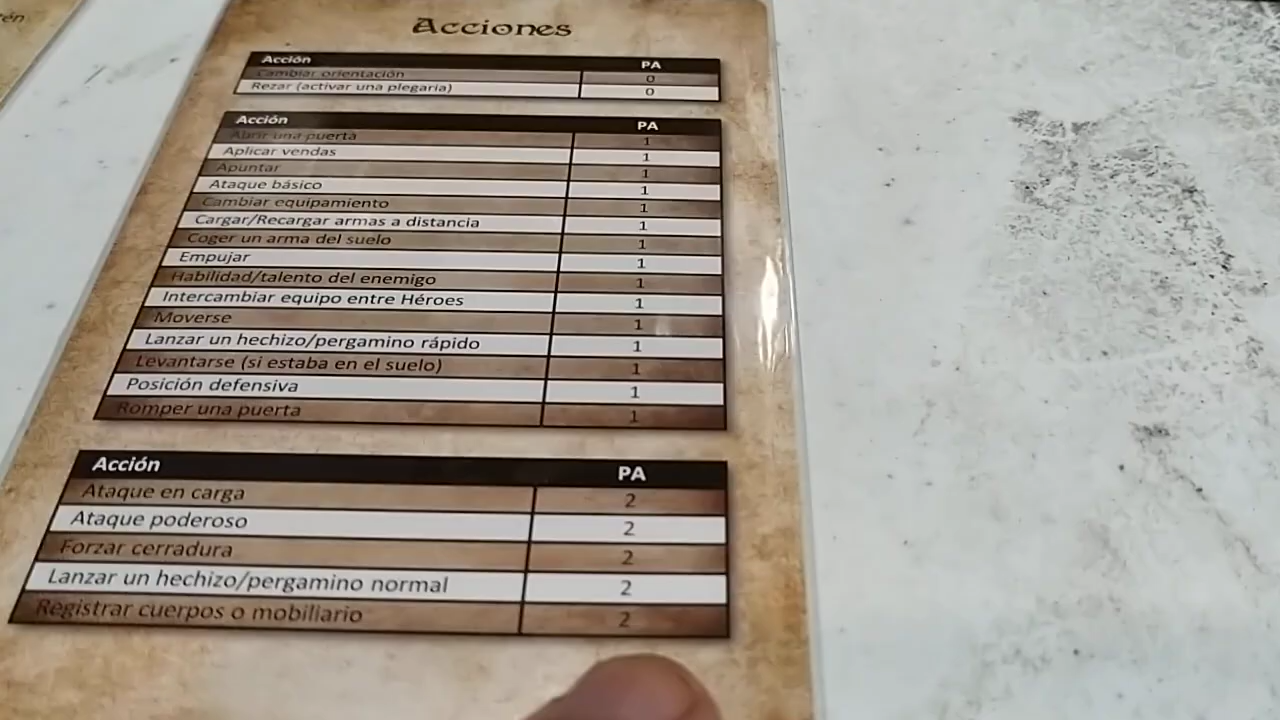 én
Acciones
Acción PA
Cambiar orientación 0
Rezar (activar una plegaria) 0
Acción PA
Abrir una puerta 1
Aplicar vendas 1
Apuntar 1
Ataque básico 1
Cambiar equipamiento 1
Cargar/Recargar armas a distancia 1
Coger un arma del suelo 1
Empujar 1
Habilidad/talento del enemigo 1
Intercambiar equipo entre Héroes 1
Moverse 1
Lanzar un hechizo/pergamino rápido 1
Levantarse (si estaba en el suelo) 1
Posición defensiva 1
Romper una puerta 1
Acción PA
Ataque en carga 2
Ataque poderoso 2
Forzar cerradura 2
Lanzar un hechizo/pergamino normal 2
Registrar cuerpos o mobiliario 2